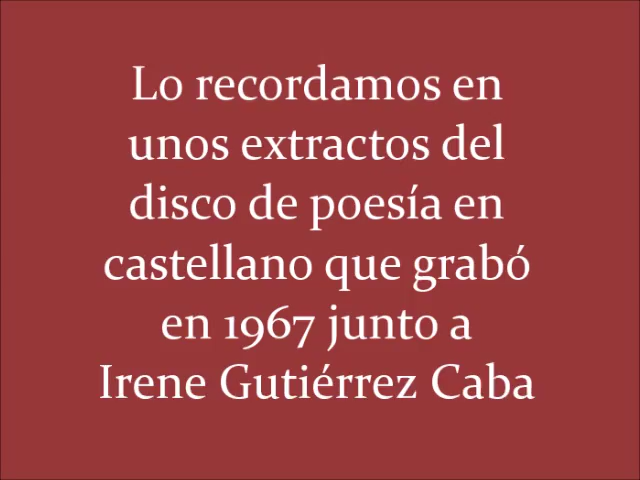 Lo recordamos en
unos extractos del
disco de poesía en
castellano que grabó
en 1967 junto a
Irene Gutiérrez Caba